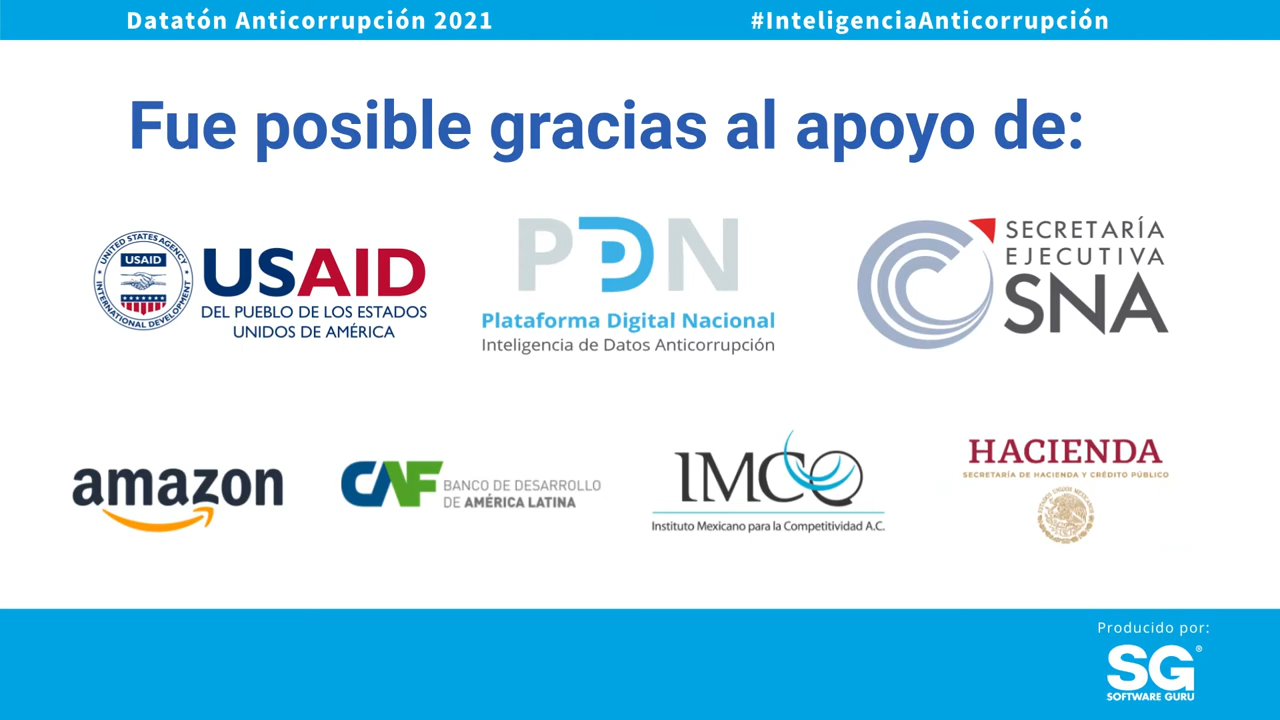 Datatón Anticorrupción 2021
#InteligenciaAnticorrupción
Fue posible gracias al apoyo de:
UNITED STATES AGENCY
USAID
INTERNATIONAL DEVELOPMENT
USAID
DEL PUEBLO DE LOS ESTADOS
UNIDOS DE AMÉRICA
PDN
Plataforma Digital Nacional
Inteligencia de Datos Anticorrupción
SECRETARÍA
EJECUTIVA
SNA
amazon
CAF
BANCO DE DESARROLLO
DE AMÉRICA LATINA
IMCO
Instituto Mexicano para la Competitividad A.C.
HACIENDA
SECRETARÍA DE HACIENDA Y CRÉDITO PÚBLICO
ESTADOS UNIDOS MEXICANOS
Producido por:
SG®
SOFTWARE GURU